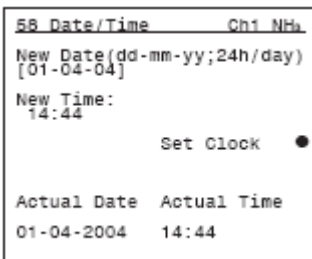 58 Date/Time Ch1 NH₃
New Date(dd-mm-yy;24h/day)
[01-04-04]
New Time:
14:44
Set Clock ●
Actual Date Actual Time
01-04-2004 14:44